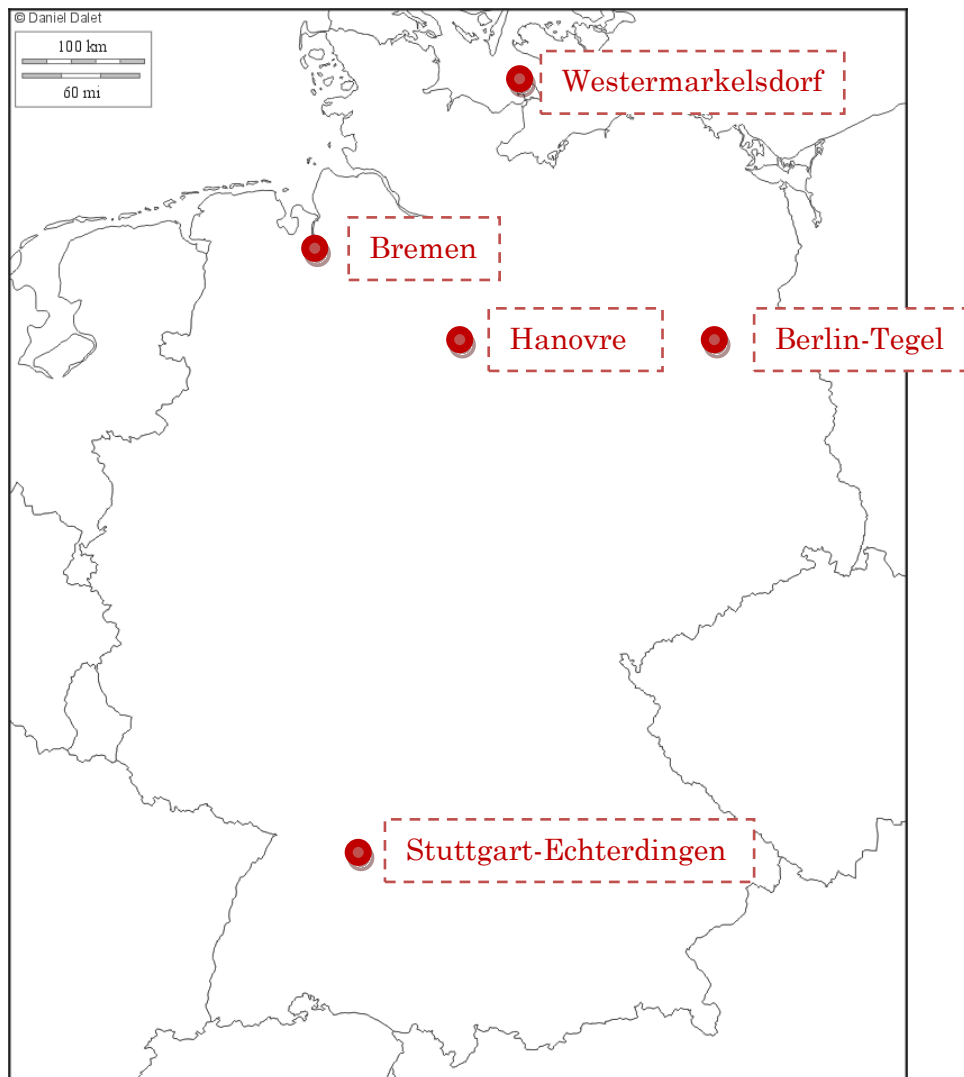 © Daniel Dalet
100 km
60 mi
Westermarkelsdorf
Bremen
Hanovre
Berlin-Tegel
Stuttgart-Echterdingen